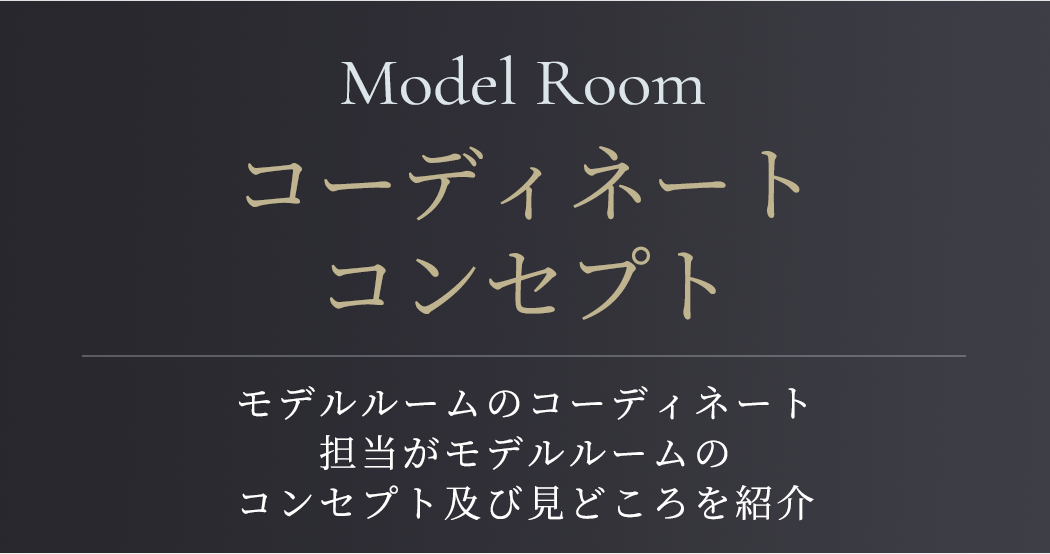 Model Room
コーディネート
コンセプト
モデルルームのコーディネート
担当がモデルルームの
コンセプト及び見どころを紹介